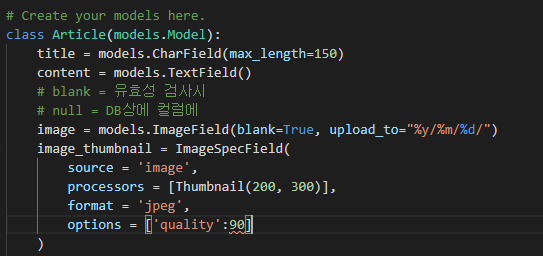 # Create your models here.
class Article(models.Model):
    title = models.CharField(max_length=150)
    content = models.TextField()
    # blank = 유효성 검사시
    # null = DB상에 컬럼에
    image = models.ImageField(blank=True, upload_to="%y/%m/%d/")
    image_thumbnail = ImageSpecField(
        source = 'image',
        processors = [Thumbnail(200, 300)],
        format = 'jpeg',
        options = ['quality':90]
    )